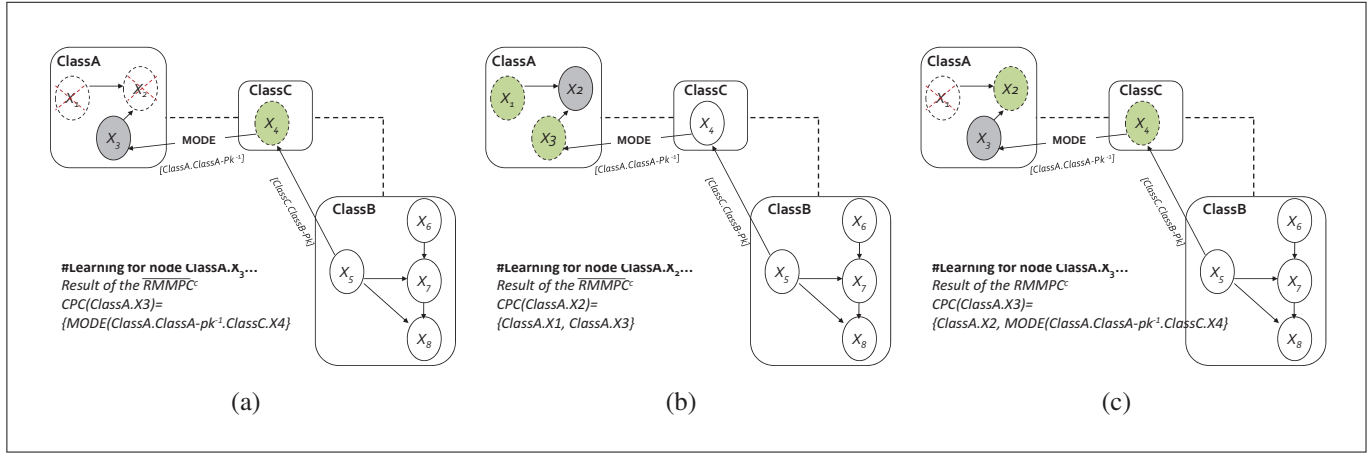 ClassA
X1
X2
X3
ClassC
X4
MODE
[ClassA.ClassA-Pk⁻¹]
[ClassC.ClassB-Pk]
ClassB
X6
X5
X7
X8
#Learning for node ClassA.X3...
Result of the RMMPCᶜ
CPC(ClassA.X3)=
{MODE(ClassA.ClassA-pk⁻¹.ClassC.X4}
(a)
ClassA
X1
X2
X3
ClassC
X4
MODE
[ClassA.ClassA-Pk⁻¹]
[ClassC.ClassB-Pk]
ClassB
X6
X5
X7
X8
#Learning for node ClassA.X2...
Result of the RMMPCᶜ
CPC(ClassA.X2)=
{ClassA.X1, ClassA.X3}
(b)
ClassA
X1
X2
X3
ClassC
X4
MODE
[ClassA.ClassA-Pk⁻¹]
[ClassC.ClassB-Pk]
ClassB
X6
X5
X7
X8
#Learning for node ClassA.X3...
Result of the RMMPCᶜ
CPC(ClassA.X3)=
{ClassA.X2, MODE(ClassA.ClassA-pk⁻¹.ClassC.X4}
(c)